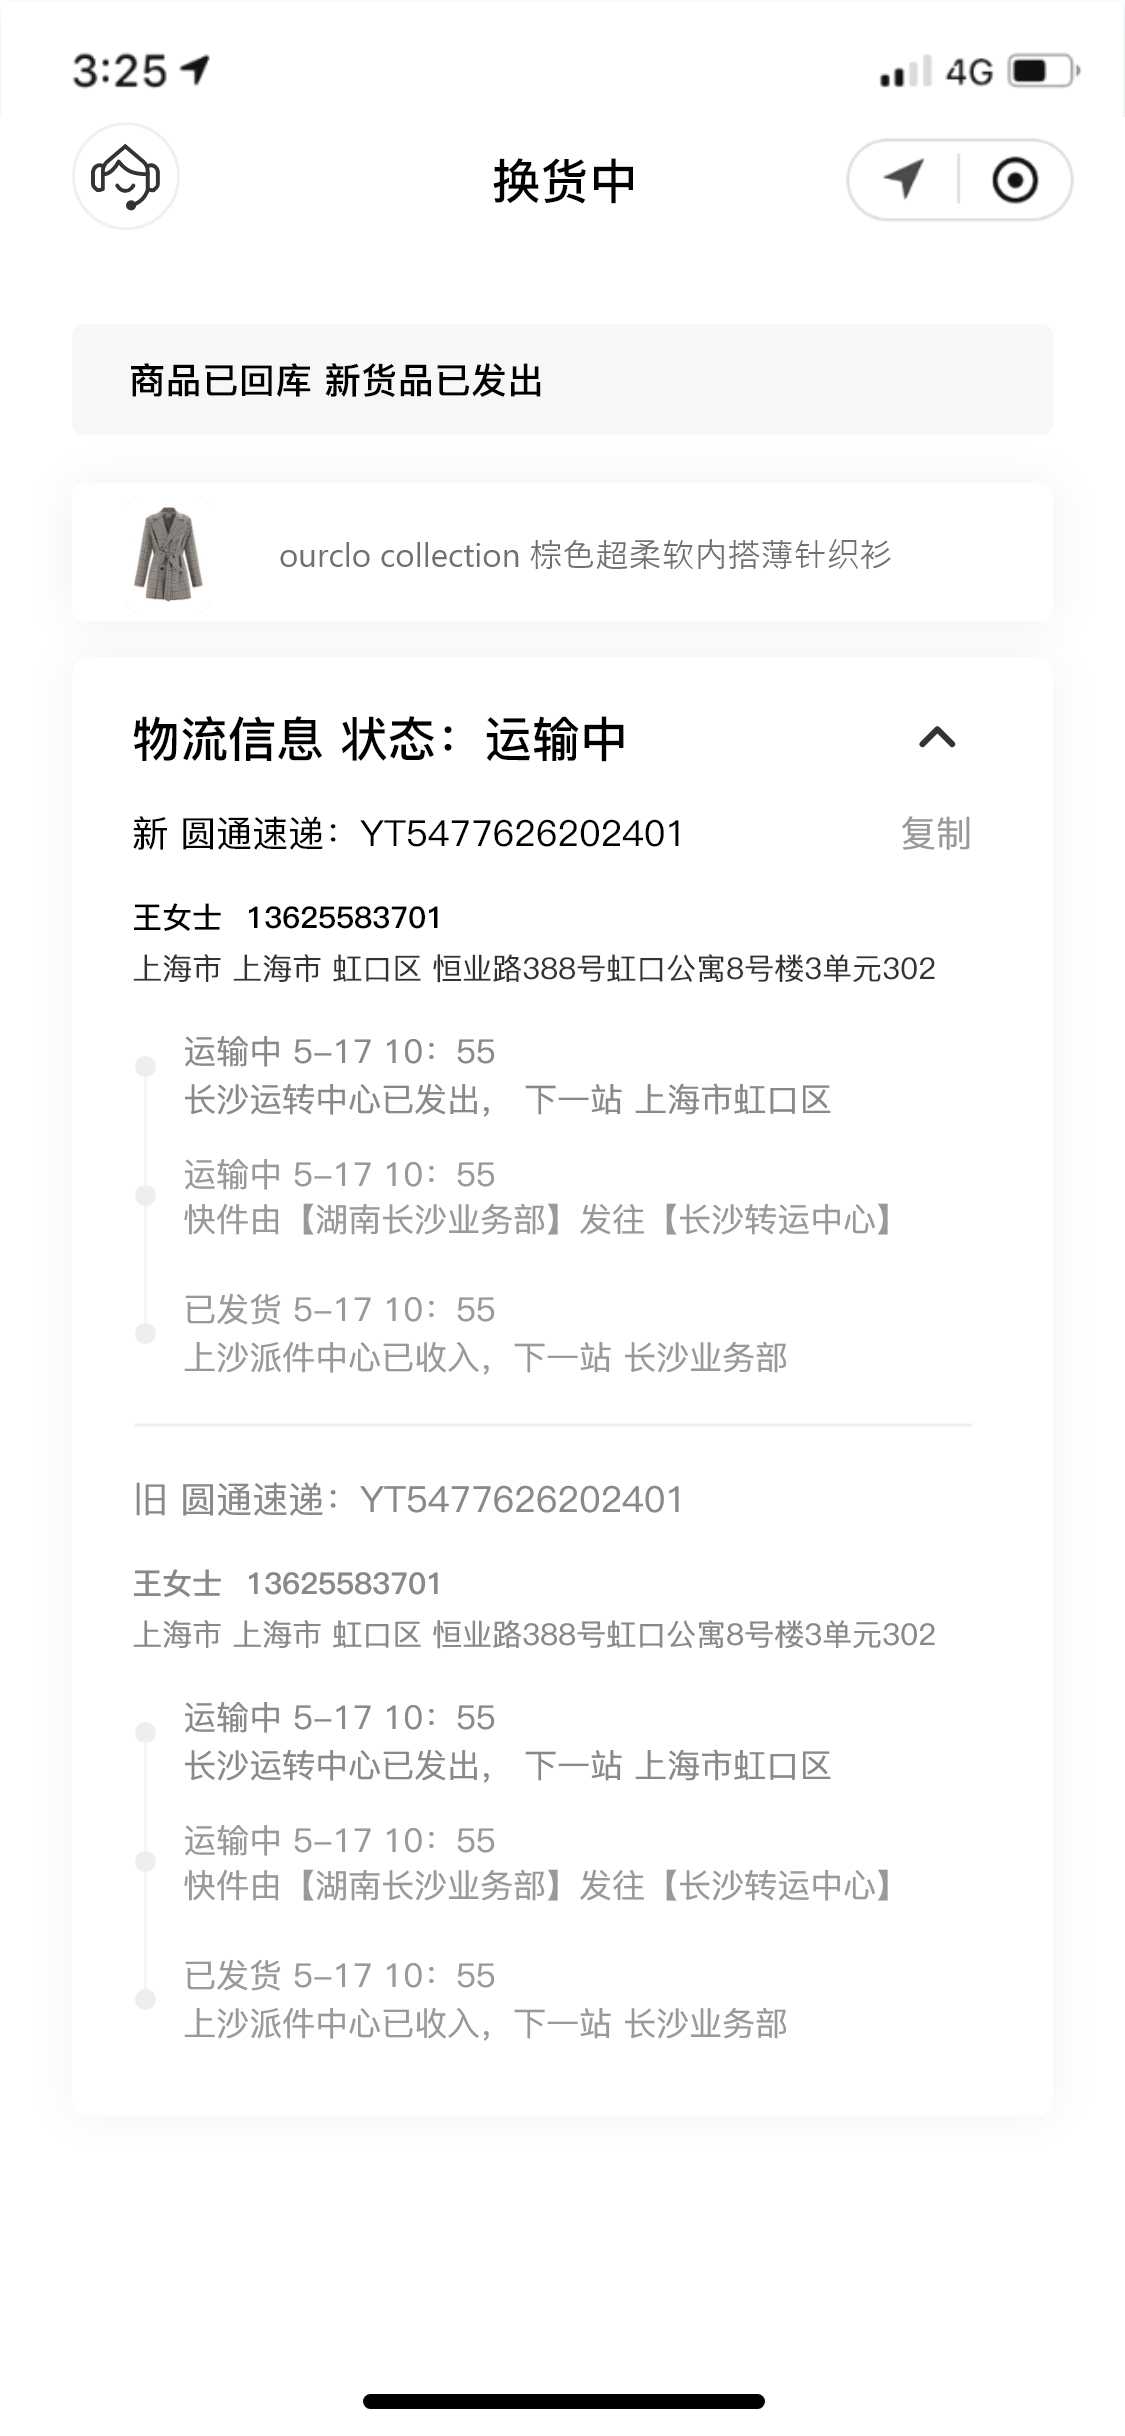 3:25
4G
换货中
商品已回库 新货品已发出
ourclo collection 棕色超柔软内搭薄针织衫
物流信息 状态：运输中
新 圆通速递：YT5477626202401
复制
王女士 13625583701
上海市 上海市 虹口区 恒业路388号虹口公寓8号楼3单元302
运输中 5-17 10：55
长沙运转中心已发出， 下一站 上海市虹口区
运输中 5-17 10：55
快件由【湖南长沙业务部】发往【长沙转运中心】
已发货 5-17 10：55
上沙派件中心已收入，下一站 长沙业务部
旧 圆通速递：YT5477626202401
王女士 13625583701
上海市 上海市 虹口区 恒业路388号虹口公寓8号楼3单元302
运输中 5-17 10：55
长沙运转中心已发出， 下一站 上海市虹口区
运输中 5-17 10：55
快件由【湖南长沙业务部】发往【长沙转运中心】
已发货 5-17 10：55
上沙派件中心已收入，下一站 长沙业务部